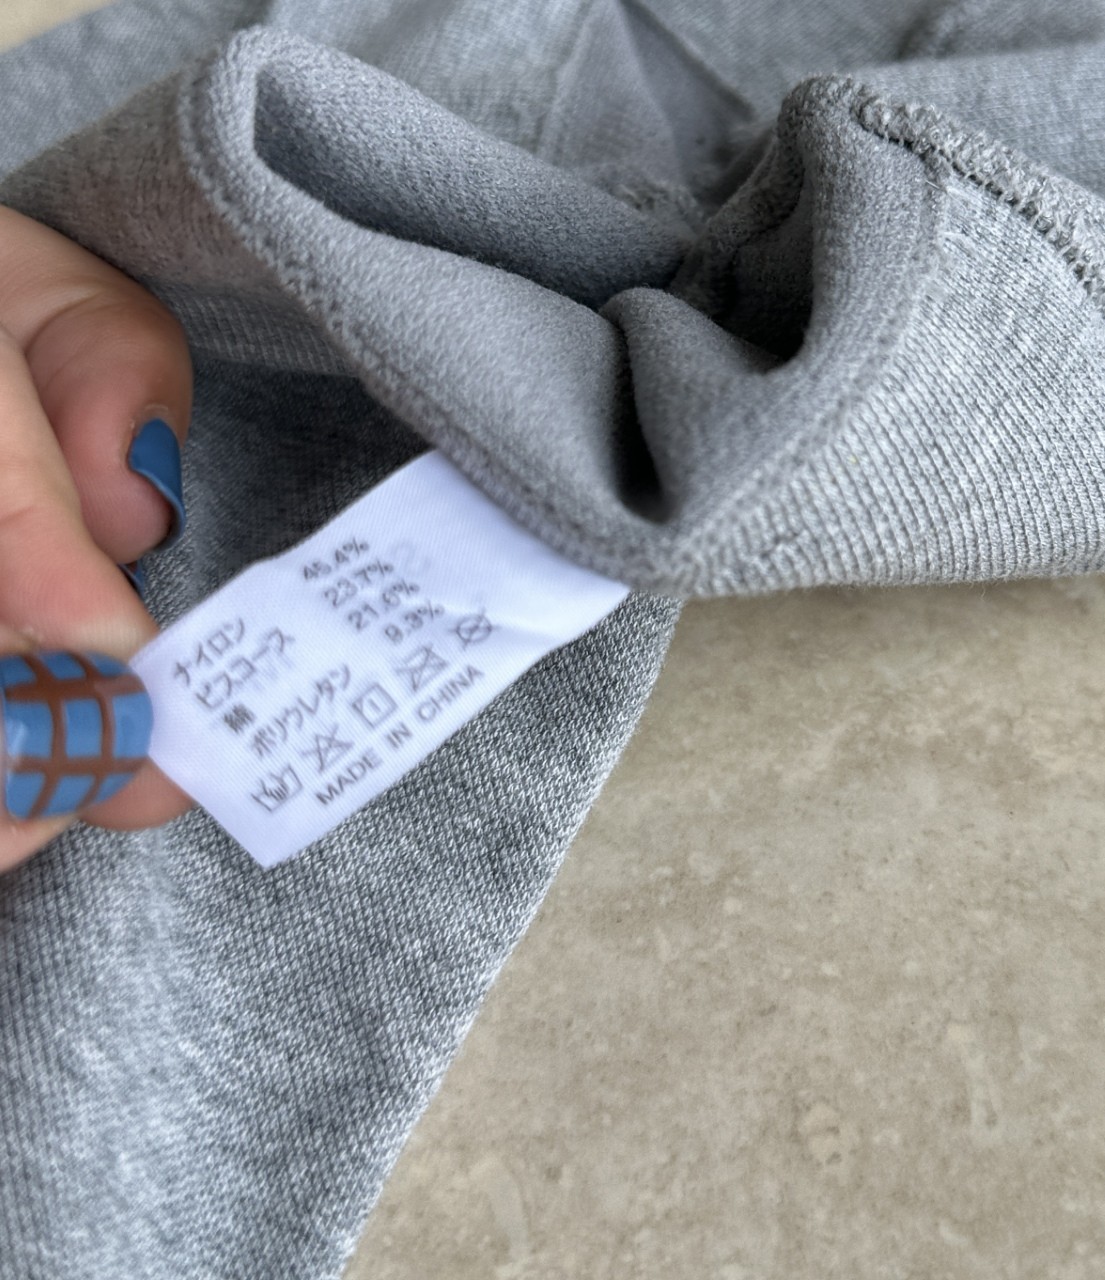 ナイロン 45.4%
ビスコース 23.7%
綿 21.6%
ポリウレタン 9.3%
1
MADE IN CHINA